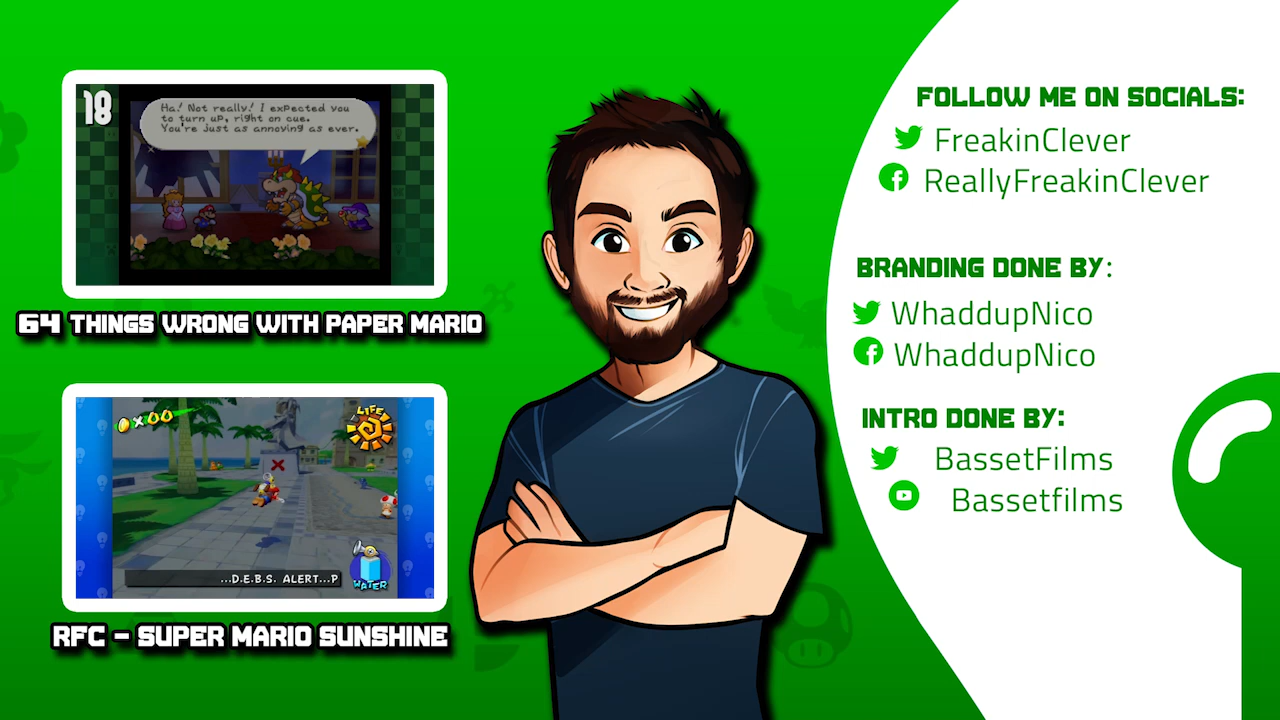 18
Ha! Not really! I expected you
to turn up, right on cue.
You're just as annoying as ever.
64 THINGS WRONG WITH PAPER MARIO
×00
LIFE
...D.E.B.S. ALERT...P
WATER
RFC - SUPER MARIO SUNSHINE
FOLLOW ME ON SOCIALS:
FreakinClever
ReallyFreakinClever
BRANDING DONE BY:
WhaddupNico
WhaddupNico
INTRO DONE BY:
BassetFilms
Bassetfilms